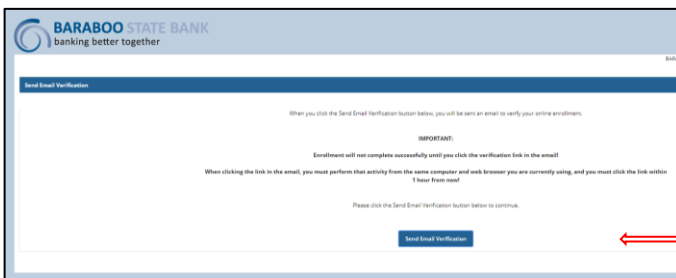 BARABOO STATE BANK
banking better together
BARA
Send Email Verification
When you click the Send Email Verification button below, you will be sent an email to verify your online enrollment.
IMPORTANT:
Enrollment will not complete successfully until you click the verification link in the email!
When clicking the link in the email, you must perform that activity from the same computer and web browser you are currently using, and you must click the link within
1 hour from now!
Please click the Send Email Verification button below to continue.
Send Email Verification